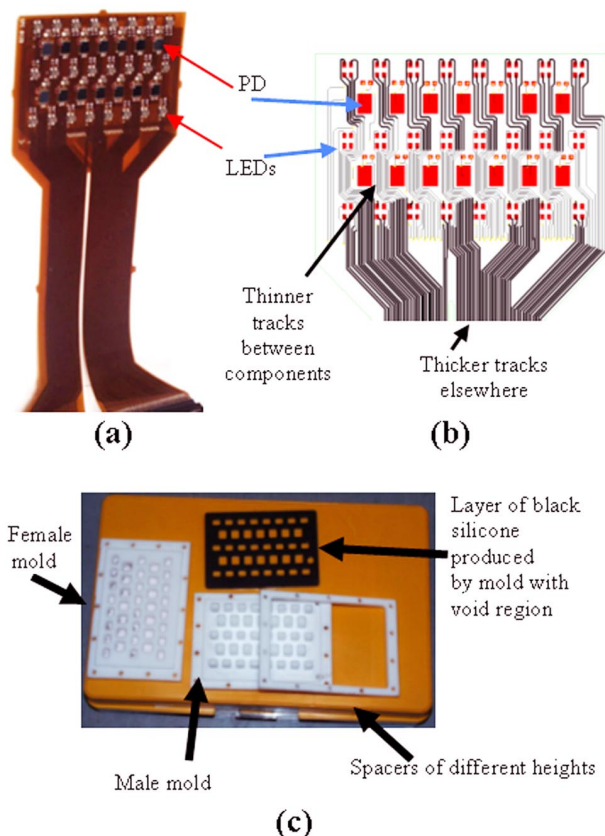 PD
LEDs
Thinner
tracks
between
components
Thicker tracks
elsewhere
(a)
(b)
Female
mold
Layer of black
silicone
produced
by mold with
void region
Male mold
Spacers of different heights
(c)